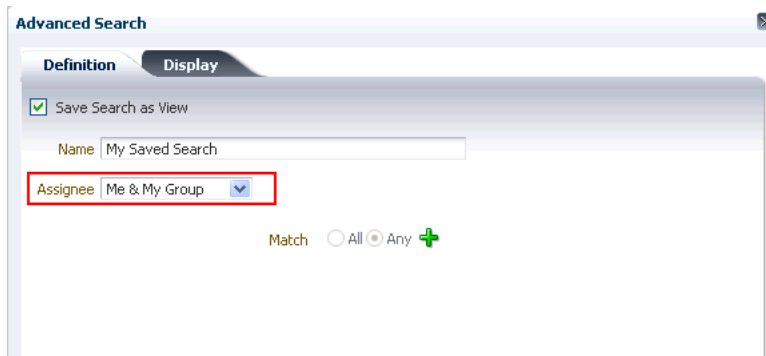 Advanced Search
Definition Display
Save Search as View
Name My Saved Search
Assignee Me & My Group
Match All Any